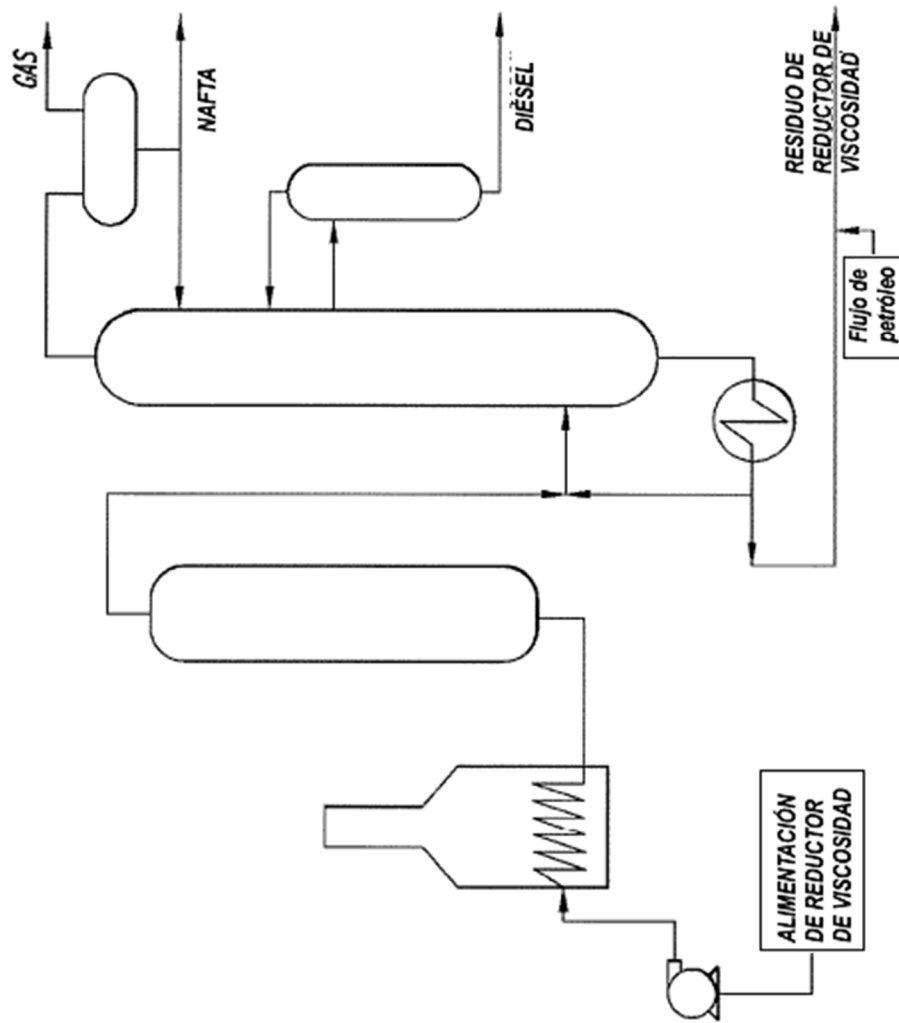 GAS
NAFTA
DIÉSEL
RESIDUO DE
REDUCTOR DE
VISCOSIDAD
Flujo de
petróleo
ALIMENTACIÓN
DE REDUCTOR
DE VISCOSIDAD